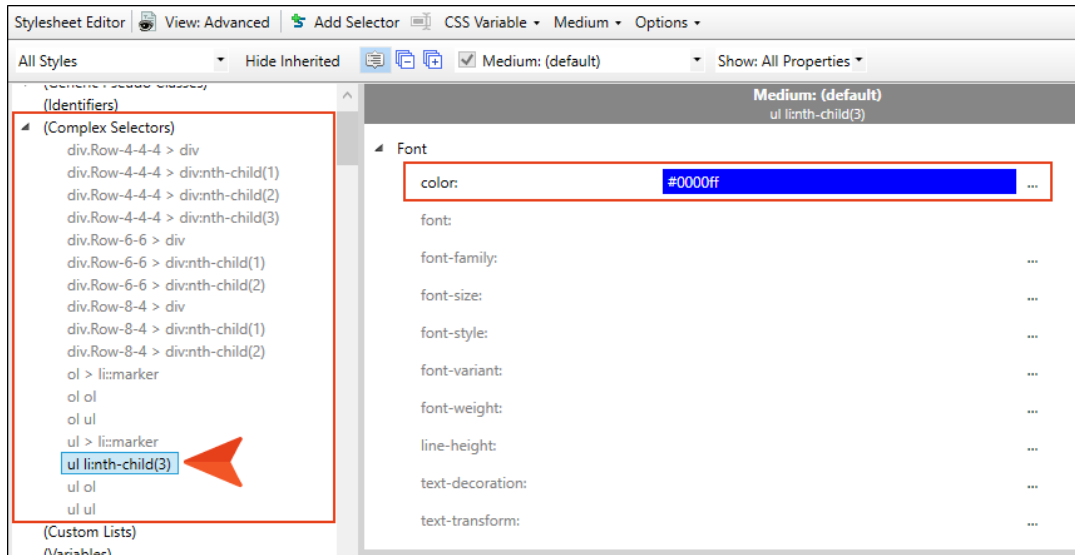 Stylesheet Editor View: Advanced Add Selector CSS Variable Medium Options
All Styles Hide Inherited Medium: (default) Show: All Properties
(Generic Pseudo Classes)
(Identifiers)
(Complex Selectors)
div.Row-4-4-4 > div
div.Row-4-4-4 > div:nth-child(1)
div.Row-4-4-4 > div:nth-child(2)
div.Row-4-4-4 > div:nth-child(3)
div.Row-6-6 > div
div.Row-6-6 > div:nth-child(1)
div.Row-6-6 > div:nth-child(2)
div.Row-8-4 > div
div.Row-8-4 > div:nth-child(1)
div.Row-8-4 > div:nth-child(2)
ol > li::marker
ol ol
ol ul
ul > li::marker
ul li:nth-child(3)
ul ol
ul ul
(Custom Lists)
(Variables)
Medium: (default)
ul li:nth-child(3)
Font
color: #0000ff ...
font:
font-family: ...
font-size: ...
font-style: ...
font-variant: ...
font-weight: ...
line-height: ...
text-decoration: ...
text-transform: ...